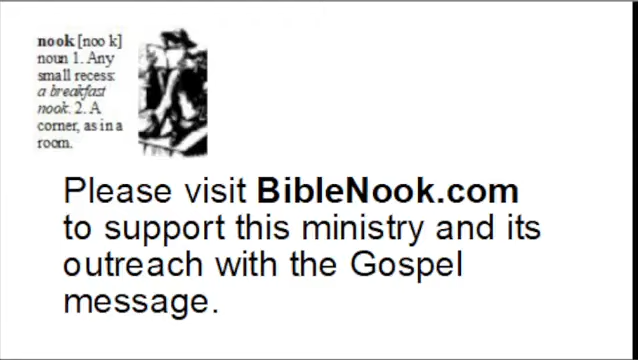 nook [noo k]
noun 1. Any
small recess:
a breakfast
nook. 2. A
corner, as in a
room.
Please visit BibleNook.com
to support this ministry and its
outreach with the Gospel
message.